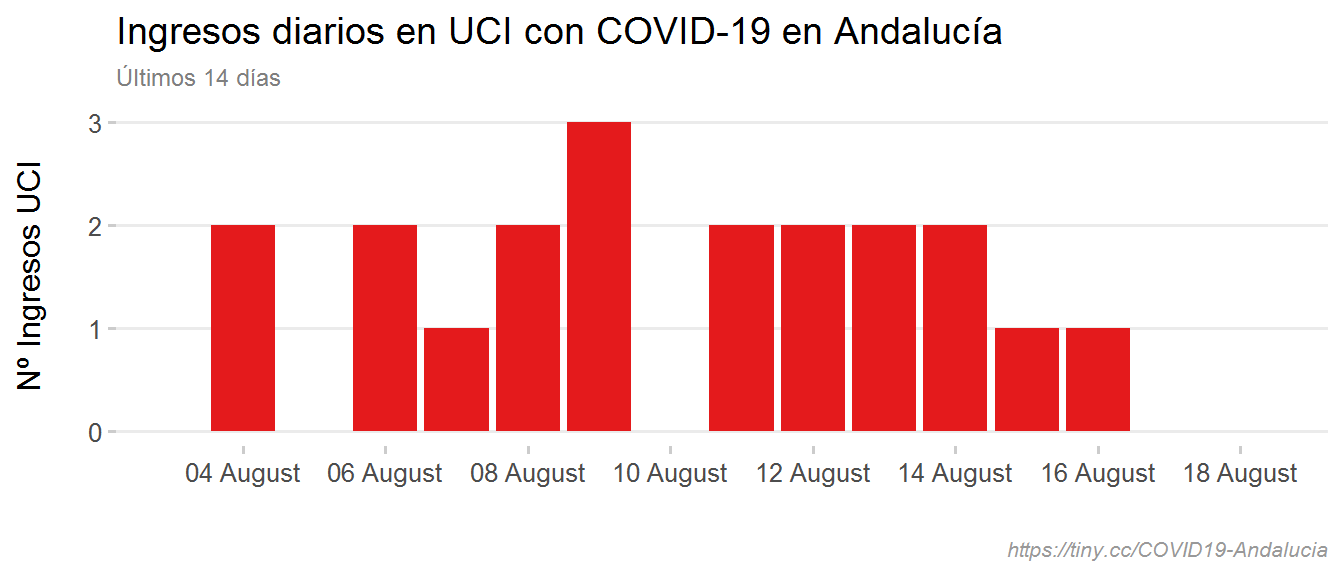 Ingresos diarios en UCI con COVID-19 en Andalucía
Últimos 14 días
Nº Ingresos UCI
3
2
1
0
04 August 06 August 08 August 10 August 12 August 14 August 16 August 18 August
https://tiny.cc/COVID19-Andalucia